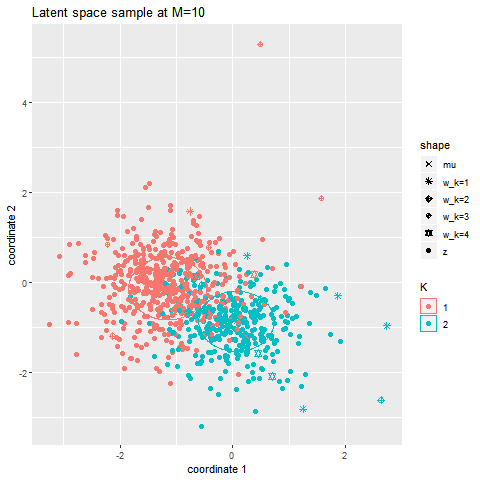 Latent space sample at M=10
coordinate 2
4
2
0
-2
-2
0
2
coordinate 1
shape
mu
w_k=1
w_k=2
w_k=3
w_k=4
z
K
1
2